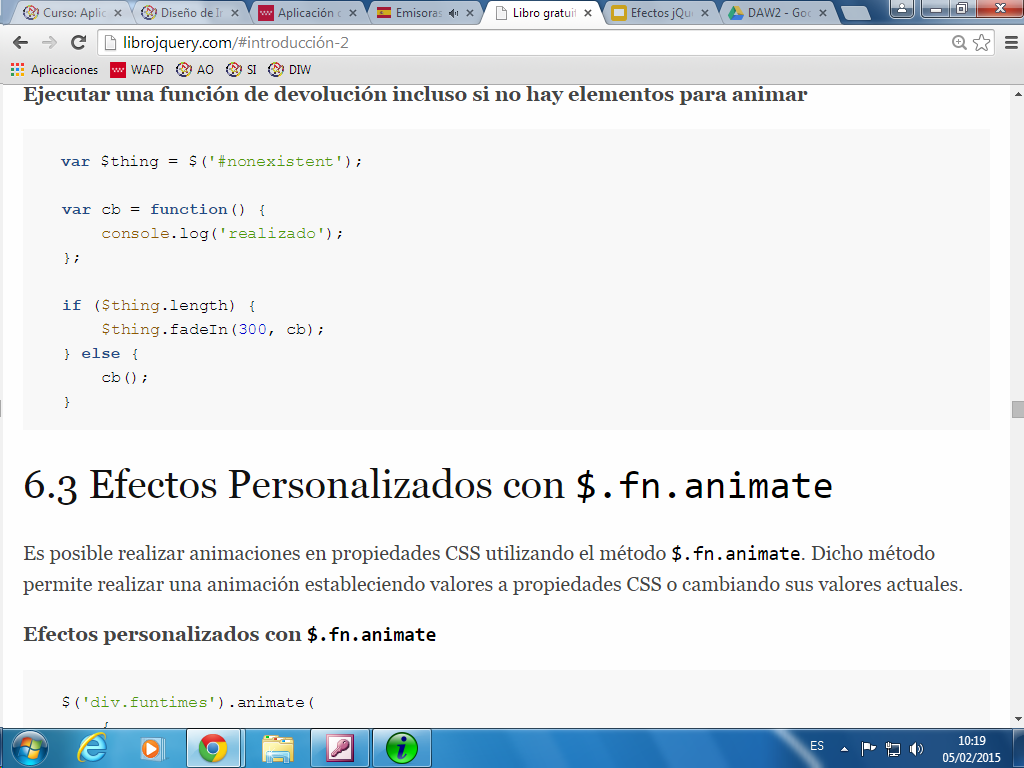 Curso: Aplic
Diseño de In
Aplicación d
Emisoras
Libro gratuit
Efectos jQue
DAW2 - Goo
librojquery.com/#introducción-2
Aplicaciones WAFD AO SI DIW
Ejecutar una función de devolución incluso si no hay elementos para animar
var $thing = $('#nonexistent');
var cb = function() {
console.log('realizado');
};
if ($thing.length) {
$thing.fadeIn(300, cb);
} else {
cb();
}
6.3 Efectos Personalizados con $.fn.animate
Es posible realizar animaciones en propiedades CSS utilizando el método $.fn.animate. Dicho método
permite realizar una animación estableciendo valores a propiedades CSS o cambiando sus valores actuales.
Efectos personalizados con $.fn.animate
$('div.funtimes').animate(
{
ES
10:19
05/02/2015